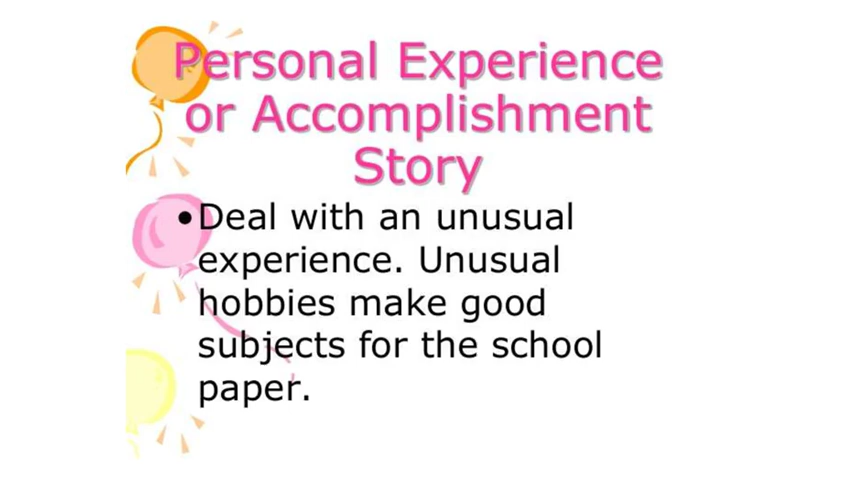 Personal Experience
or Accomplishment
Story
•Deal with an unusual
experience. Unusual
hobbies make good
subjects for the school
paper.